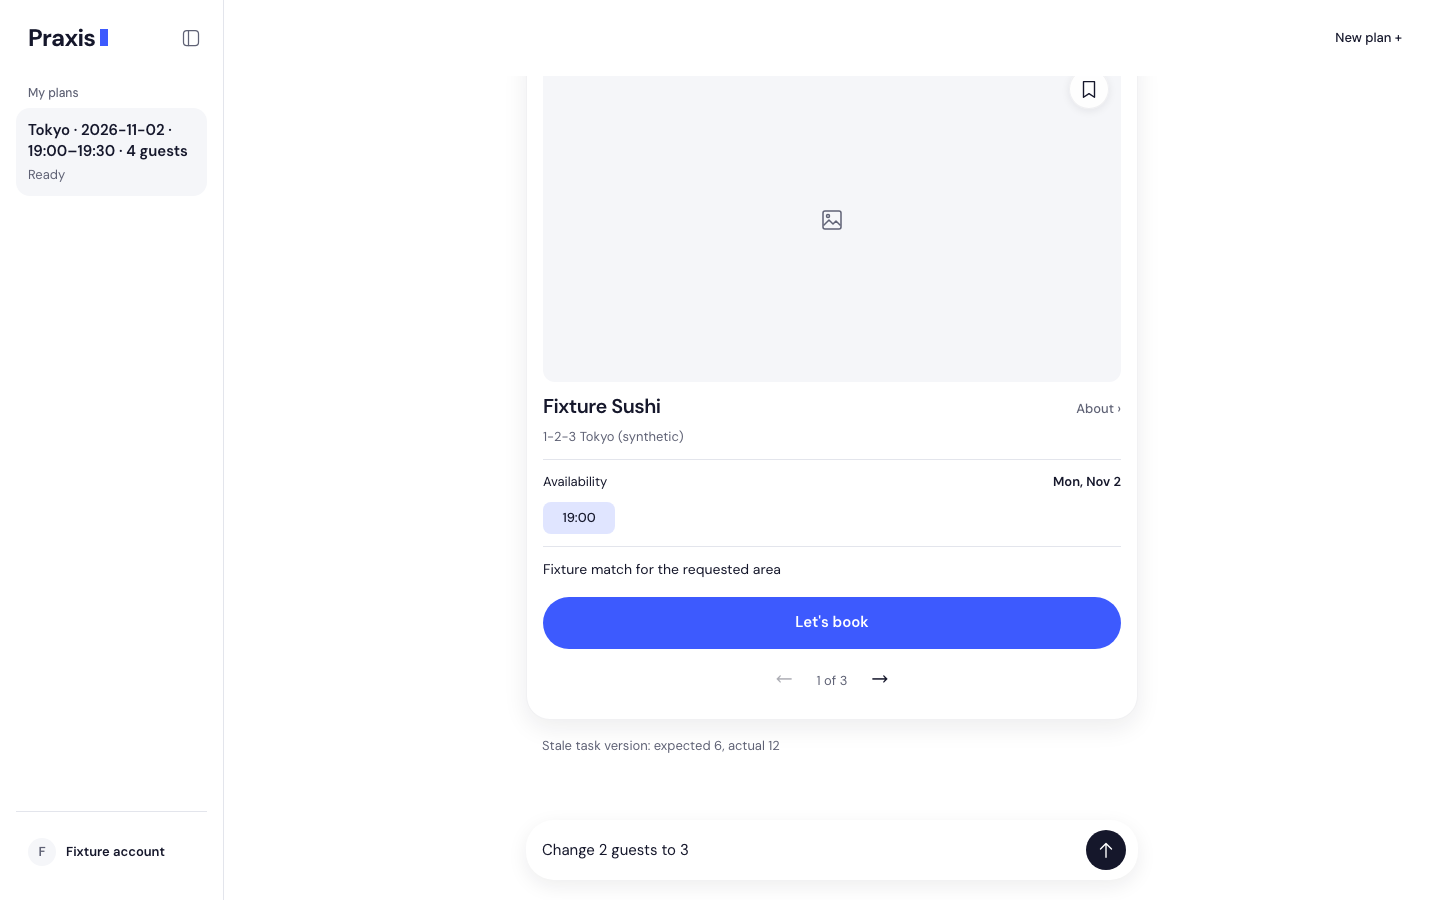 Praxis
New plan +
My plans
Tokyo · 2026-11-02 ·
19:00–19:30 · 4 guests
Ready
Fixture Sushi
About ›
1-2-3 Tokyo (synthetic)
Availability
Mon, Nov 2
19:00
Fixture match for the requested area
Let's book
← 1 of 3 →
Stale task version: expected 6, actual 12
Change 2 guests to 3
F
Fixture account